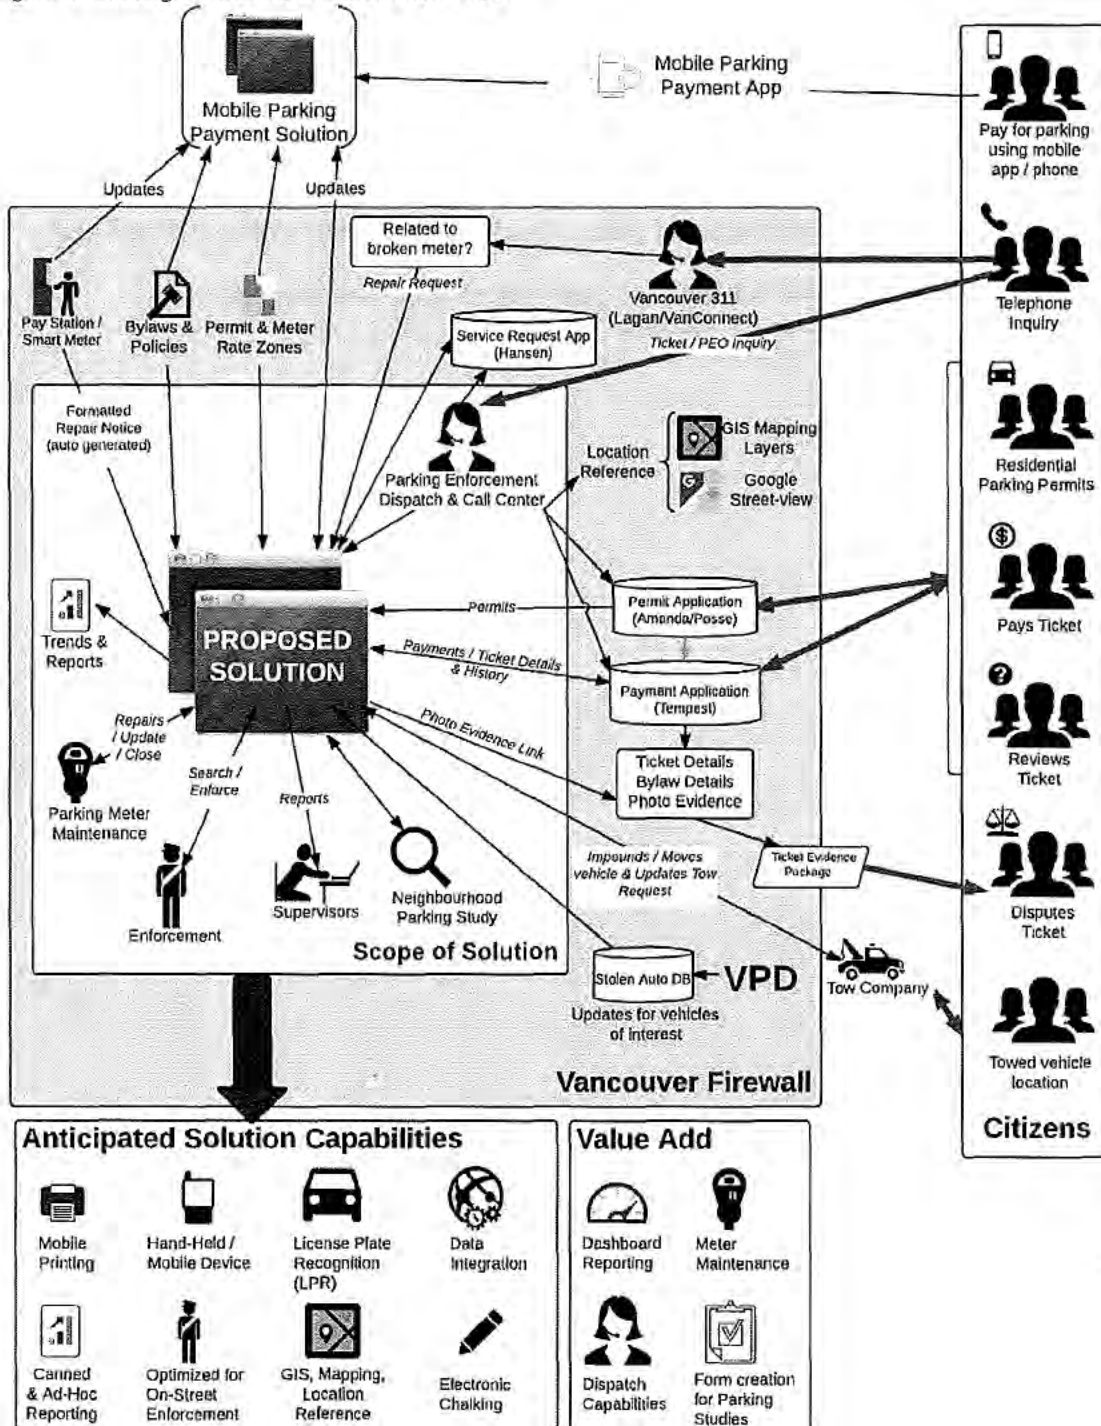 Mobile Parking
Payment Solution
Mobile Parking
Payment App
Pay for parking
using mobile
app / phone
Updates
Updates
Related to
broken meter?
Repair Request
Vancouver 311
(Lagan/VanConnect)
Ticket / PEO Inquiry
Telephone
Inquiry
Pay Station /
Smart Meter
Bylaws &
Policies
Permit & Meter
Rate Zones
Service Request App
(Hansen)
Formatted
Repair Notice
(auto generated)
Parking Enforcement
Dispatch & Call Center
Location
Reference
GIS Mapping
Layers
Google
Street-view
Residential
Parking Permits
Permits
Permit Application
(Amanda/Posse)
Pays Ticket
Trends &
Reports
PROPOSED
SOLUTION
Payments / Ticket Details
& History
Paymant Application
(Tempest)
Photo Evidence Link
Ticket Details
Bylaw Details
Photo Evidence
Reviews
Ticket
Repairs /
Update
/ Close
Parking Meter
Maintenance
Search /
Enforce
Reports
Enforcement
Supervisors
Neighbourhood
Parking Study
Impounds / Moves
vehicle & Updates Tow
Request
Ticket Evidence
Package
Disputes
Ticket
Scope of Solution
Stolen Auto DB
VPD
Updates for vehicles
of interest
Tow Company
Towed vehicle
location
Vancouver Firewall
Citizens
Anticipated Solution Capabilities
Mobile
Printing
Hand-Held /
Mobile Device
License Plate
Recognition
(LPR)
Data
Integration
Canned
& Ad-Hoc
Reporting
Optimized for
On-Street
Enforcement
GIS, Mapping,
Location
Reference
Electronic
Chalking
Value Add
Dashboard
Reporting
Meter
Maintenance
Dispatch
Capabilities
Form creation
for Parking
Studies